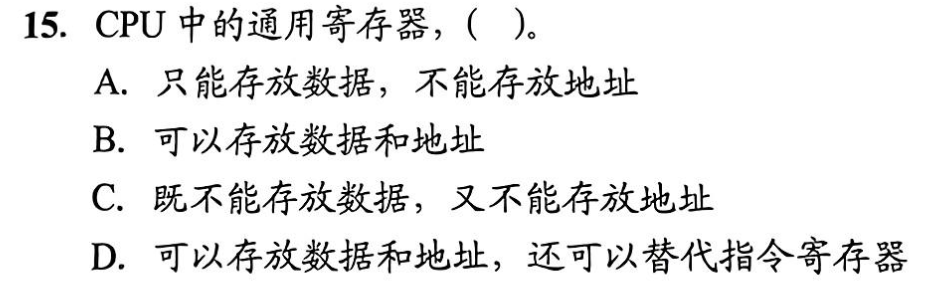 15. CPU 中的通用寄存器，( )。
A. 只能存放数据，不能存放地址
B. 可以存放数据和地址
C. 既不能存放数据，又不能存放地址
D. 可以存放数据和地址，还可以替代指令寄存器